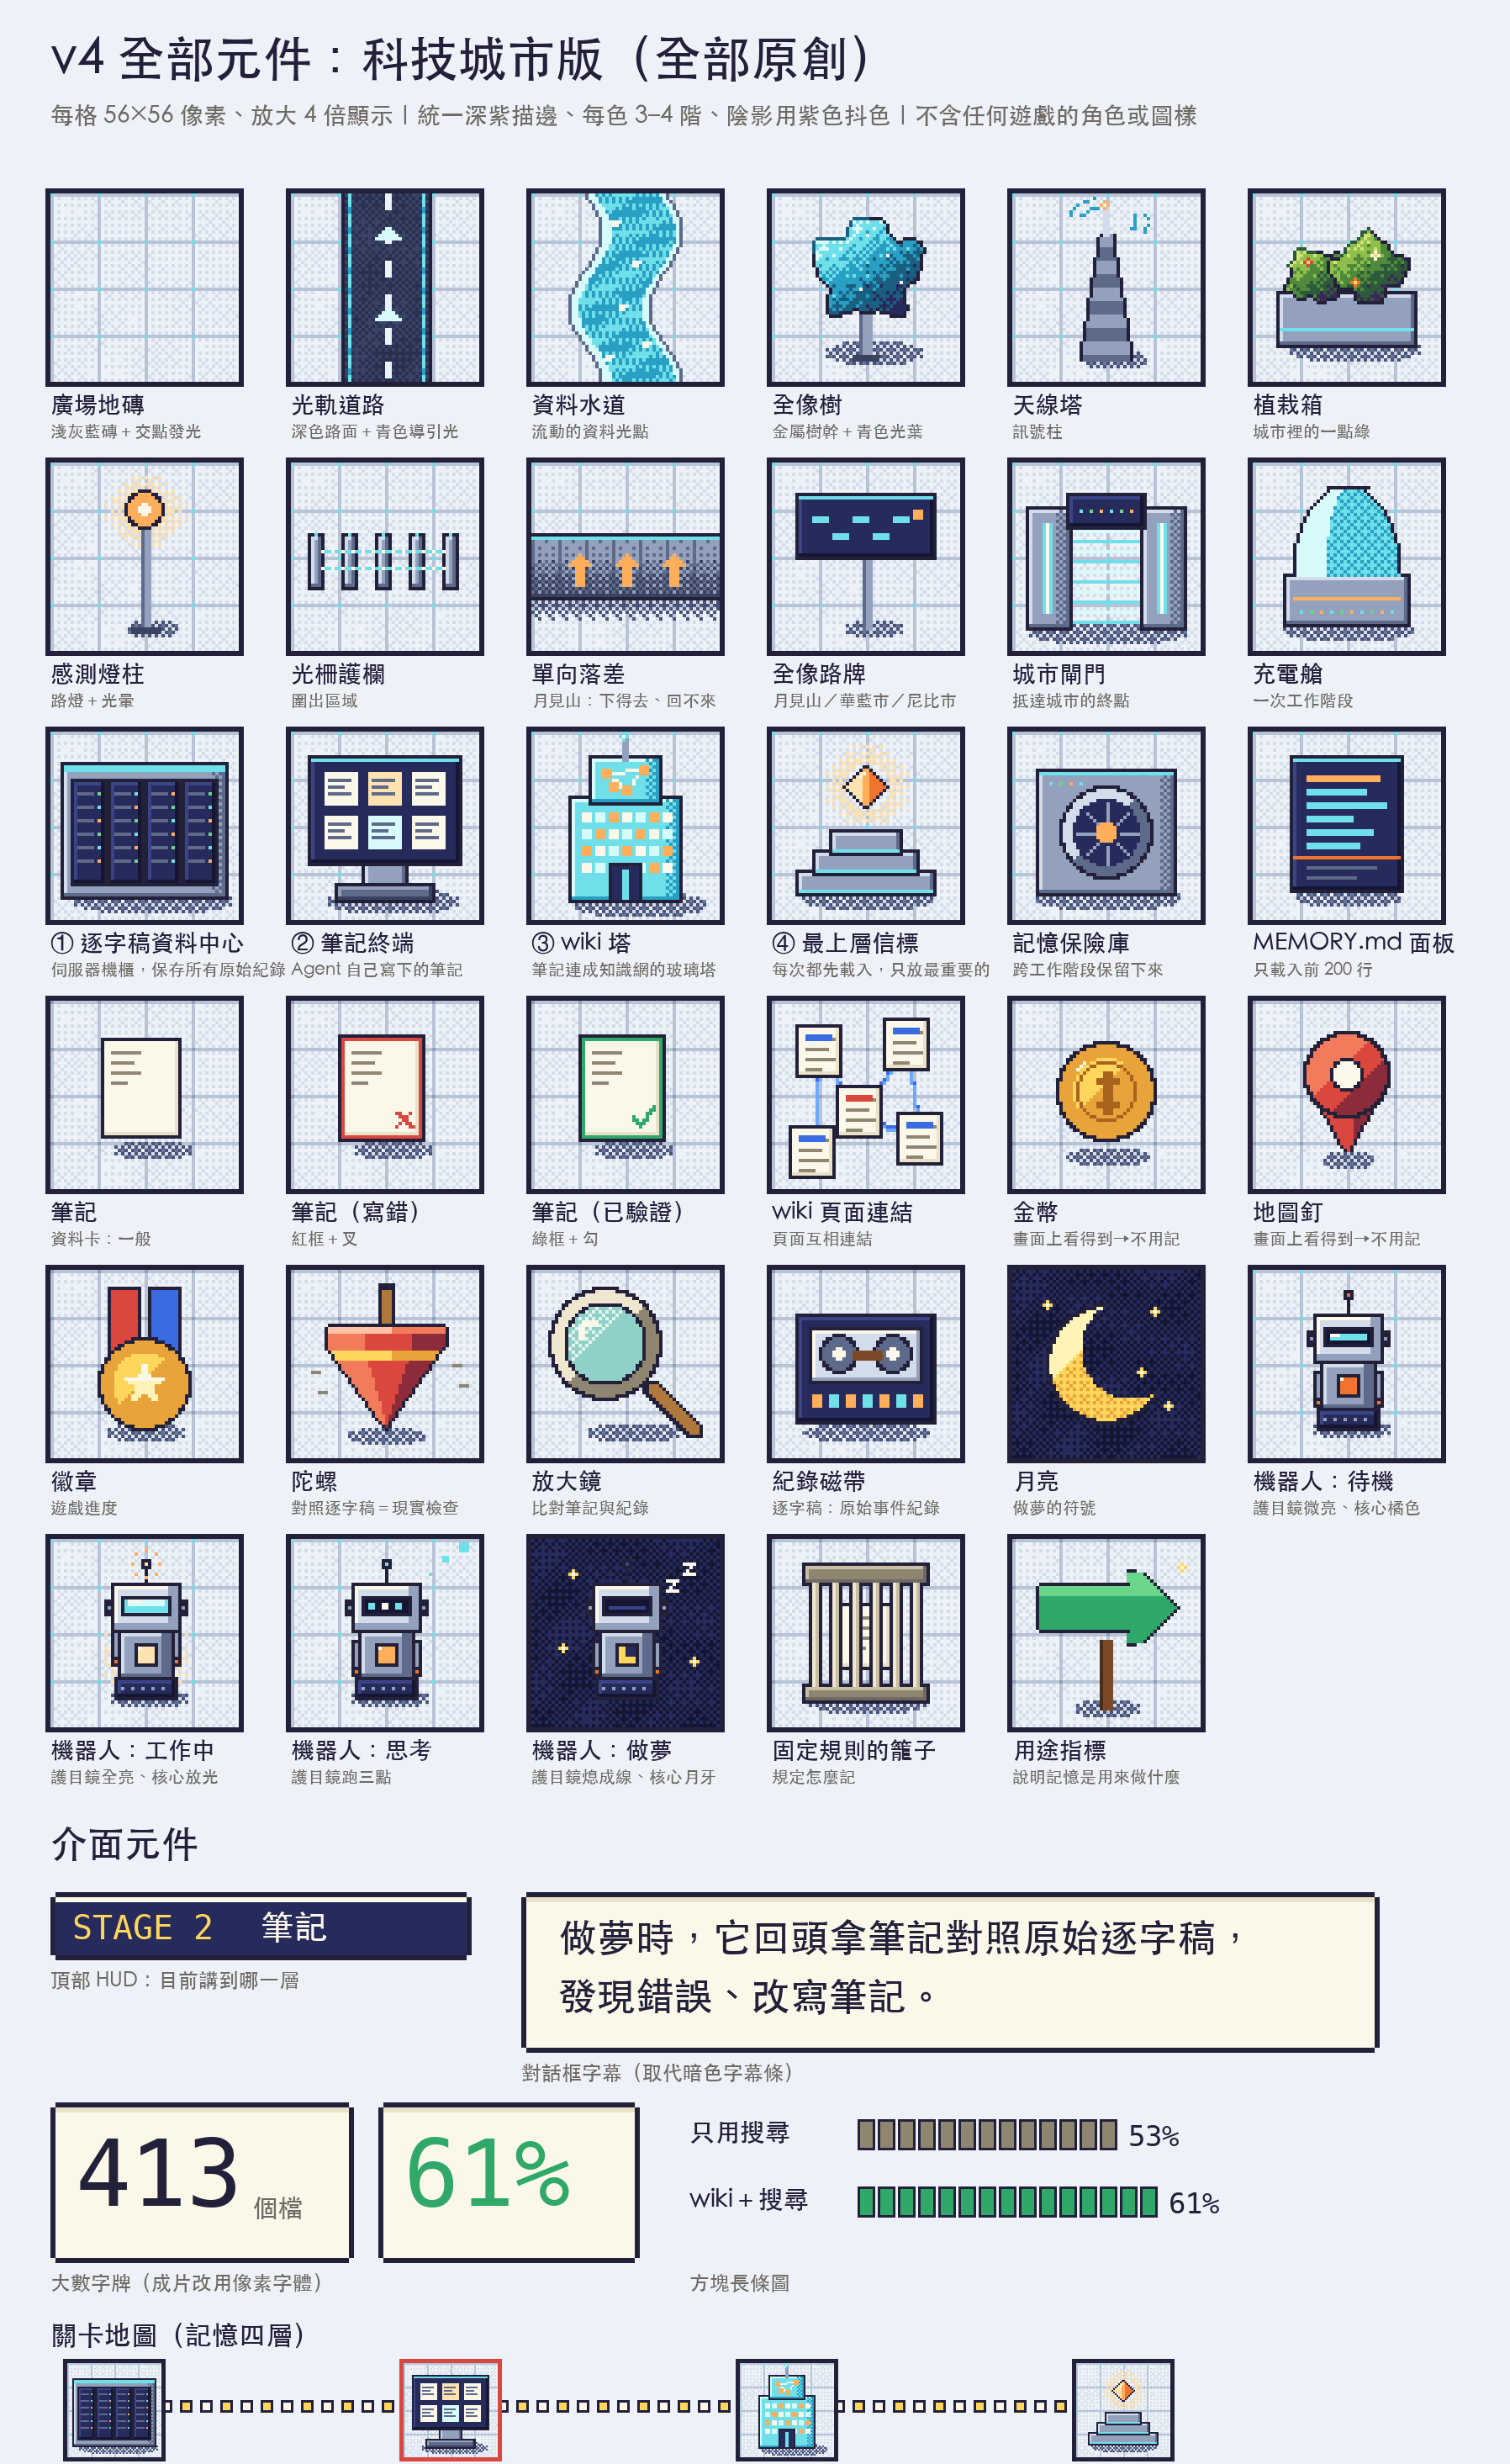 v4 全部元件：科技城市版（全部原創）
每格 56×56 像素、放大 4 倍顯示｜統一深紫描邊、每色 3–4 階、陰影用紫色抖色｜不含任何遊戲的角色或圖樣
廣場地磚
淺灰藍磚＋交點發光
光軌道路
深色路面＋青色導引光
資料水道
流動的資料光點
全像樹
金屬樹幹＋青色光葉
天線塔
訊號柱
植栽箱
城市裡的一點綠
感測燈柱
路燈＋光暈
光柵護欄
圍出區域
單向落差
月見山：下得去、回不來
全像路牌
月見山／華藍市／尼比市
城市閘門
抵達城市的終點
充電艙
一次工作階段
① 逐字稿資料中心
伺服器機櫃，保存所有原始紀錄
② 筆記終端
Agent 自己寫下的筆記
③ wiki 塔
筆記連成知識網的玻璃塔
④ 最上層信標
每次都先載入，只放最重要的
記憶保險庫
跨工作階段保留下來
MEMORY.md 面板
只載入前 200 行
筆記
資料卡：一般
筆記（寫錯）
紅框＋叉
筆記（已驗證）
綠框＋勾
wiki 頁面連結
頁面互相連結
金幣
畫面上看得到→不用記
地圖釘
畫面上看得到→不用記
徽章
遊戲進度
陀螺
對照逐字稿＝現實檢查
放大鏡
比對筆記與紀錄
紀錄磁帶
逐字稿：原始事件紀錄
月亮
做夢的符號
機器人：待機
護目鏡微亮、核心橘色
z
z
機器人：工作中
護目鏡全亮、核心放光
機器人：思考
護目鏡跑三點
機器人：做夢
護目鏡熄成線、核心月牙
固定規則的籠子
規定怎麼記
用途指標
說明記憶是用來做什麼
介面元件
STAGE 2 筆記
頂部 HUD：目前講到哪一層
做夢時，它回頭拿筆記對照原始逐字稿，
發現錯誤、改寫筆記。
對話框字幕（取代暗色字幕條）
413 個檔
61%
大數字牌（成片改用像素字體）
只用搜尋 53%
wiki＋搜尋 61%
方塊長條圖
關卡地圖（記憶四層）